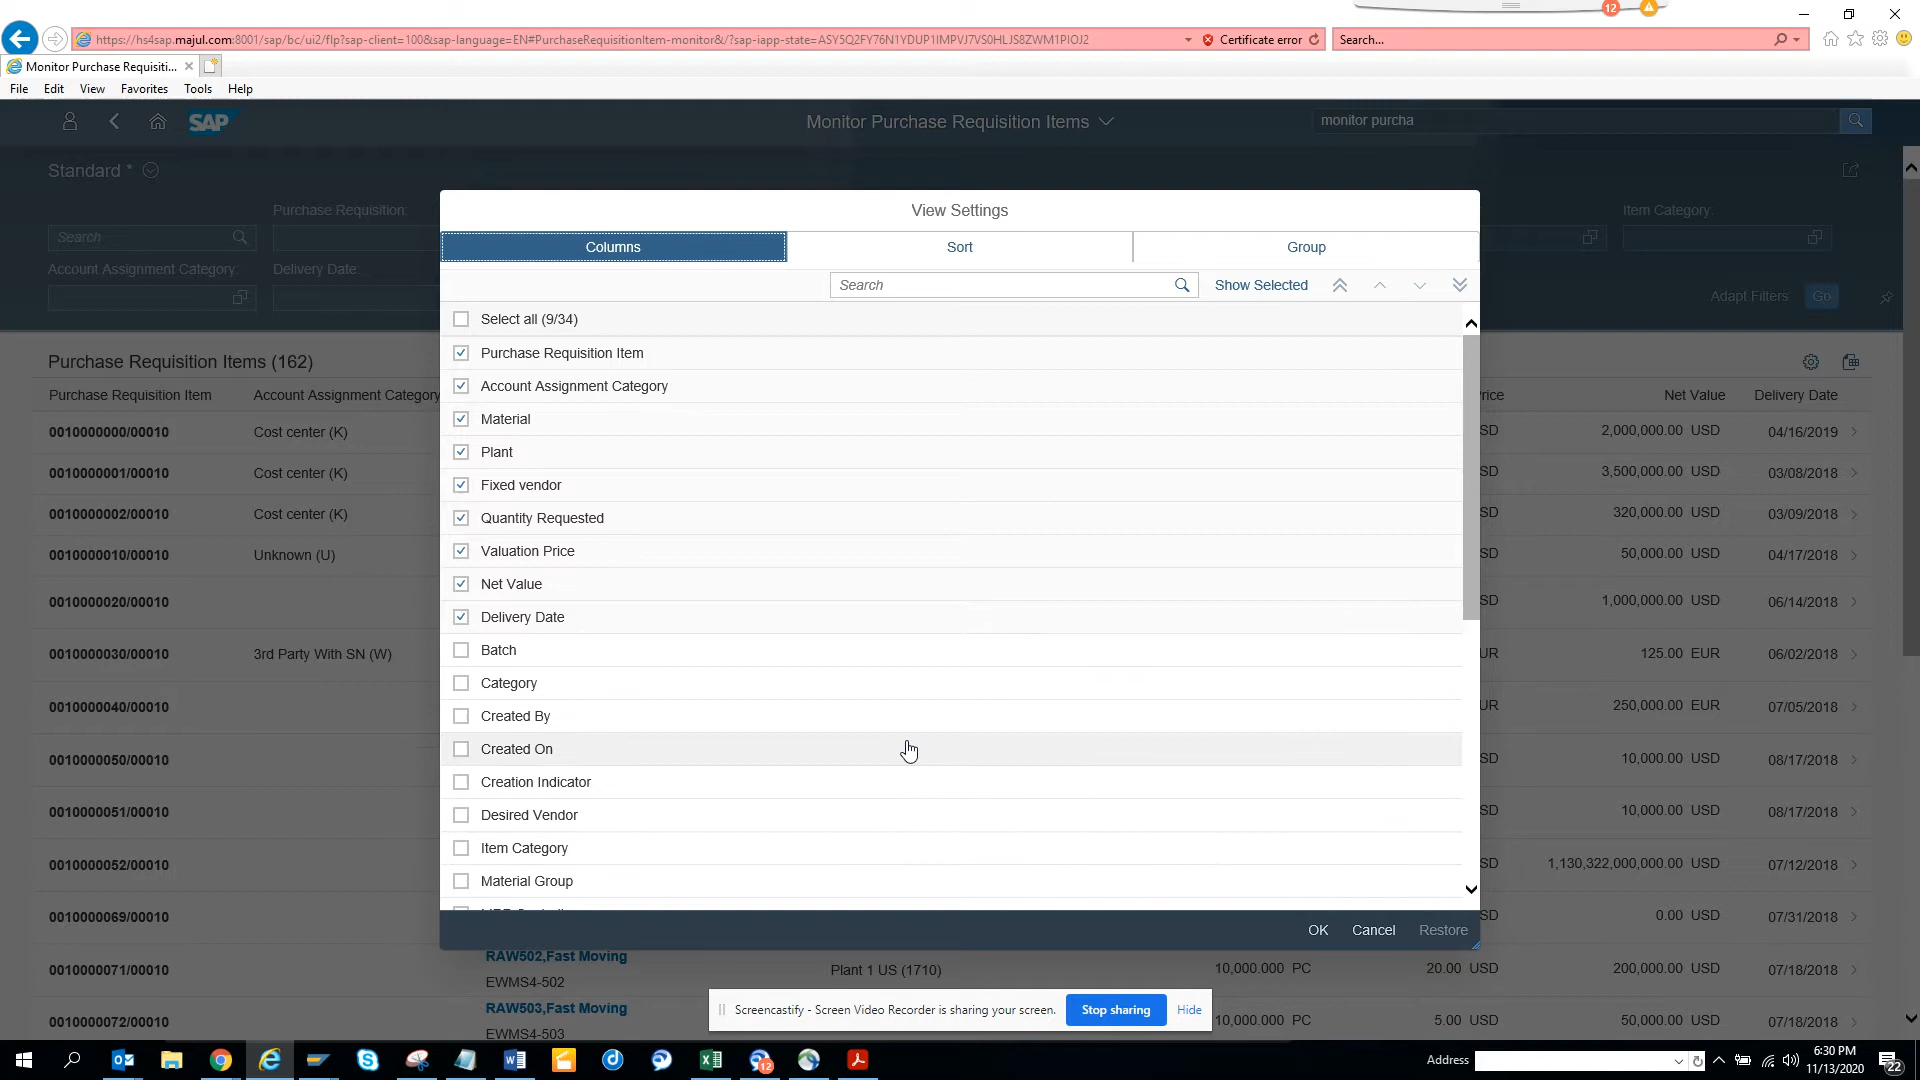 12
https://hs4sap.majul.com:8001/sap/bc/ui2/flp?sap-client=100&sap-language=EN#PurchaseRequisitionItem-monitor&/?sap-iapp-state=ASY5Q2FY76N1YDUP1IMPVJ7VS0HLJS8ZWM1PIOJ2
Certificate error
Search...
Monitor Purchase Requisiti...
File Edit View Favorites Tools Help
SAP
Monitor Purchase Requisition Items
monitor purcha
Standard *
Purchase Requisition:
Item Category:
Search
Account Assignment Category:
Delivery Date:
Adapt Filters
Go
View Settings
Columns
Sort
Group
Search
Show Selected
Select all (9/34)
Purchase Requisition Item
Account Assignment Category
Material
Plant
Fixed vendor
Quantity Requested
Valuation Price
Net Value
Delivery Date
Batch
Category
Created By
Created On
Creation Indicator
Desired Vendor
Item Category
Material Group
OK
Cancel
Restore
Purchase Requisition Items (162)
Purchase Requisition Item Account Assignment Category rice Net Value Delivery Date
0010000000/00010 Cost center (K) SD 2,000,000.00 USD 04/16/2019
0010000001/00010 Cost center (K) SD 3,500,000.00 USD 03/08/2018
0010000002/00010 Cost center (K) SD 320,000.00 USD 03/09/2018
0010000010/00010 Unknown (U) SD 50,000.00 USD 04/17/2018
0010000020/00010 SD 1,000,000.00 USD 06/14/2018
0010000030/00010 3rd Party With SN (W) UR 125.00 EUR 06/02/2018
0010000040/00010 UR 250,000.00 EUR 07/05/2018
0010000050/00010 SD 10,000.00 USD 08/17/2018
0010000051/00010 SD 10,000.00 USD 08/17/2018
0010000052/00010 SD 1,130,322,000,000.00 USD 07/12/2018
0010000069/00010 SD 0.00 USD 07/31/2018
RAW502,Fast Moving
0010000071/00010 Plant 1 US (1710) 10,000.000 PC 20.00 USD 200,000.00 USD 07/18/2018
EWMS4-502
RAW503,Fast Moving
0010000072/00010 10,000.000 PC 5.00 USD 50,000.00 USD 07/18/2018
EWMS4-503
Screencastify - Screen Video Recorder is sharing your screen.
Stop sharing
Hide
12
Address
6:30 PM
11/13/2020
22